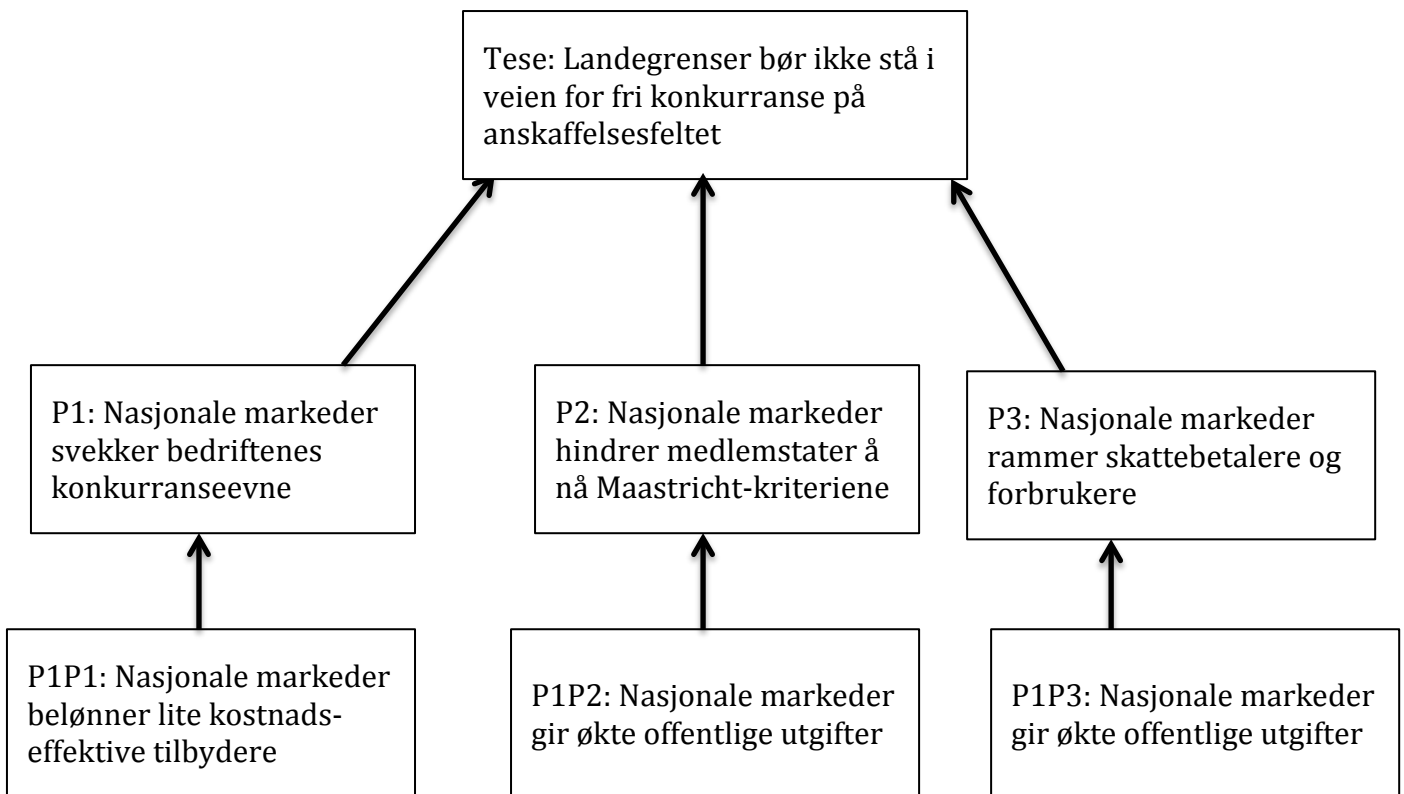 Tese: Landegrenser bør ikke stå i
veien for fri konkurranse på
anskaffelsesfeltet
P1: Nasjonale markeder
svekker bedriftenes
konkurranseevne
P2: Nasjonale markeder
hindrer medlemstater å
nå Maastricht-kriteriene
P3: Nasjonale markeder
rammer skattebetalere og
forbrukere
P1P1: Nasjonale markeder
belønner lite kostnads-
effektive tilbydere
P1P2: Nasjonale markeder
gir økte offentlige utgifter
P1P3: Nasjonale markeder
gir økte offentlige utgifter